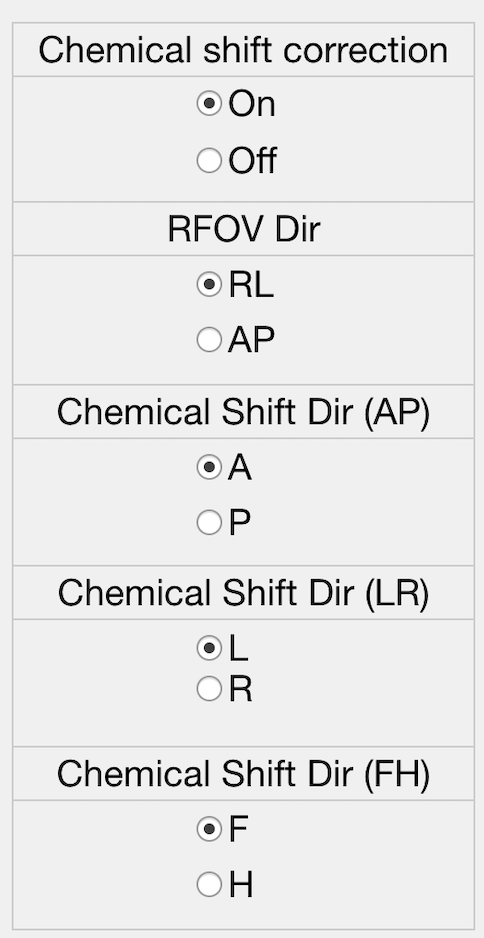 Chemical shift correction
On
Off
RFOV Dir
RL
AP
Chemical Shift Dir (AP)
A
P
Chemical Shift Dir (LR)
L
R
Chemical Shift Dir (FH)
F
H